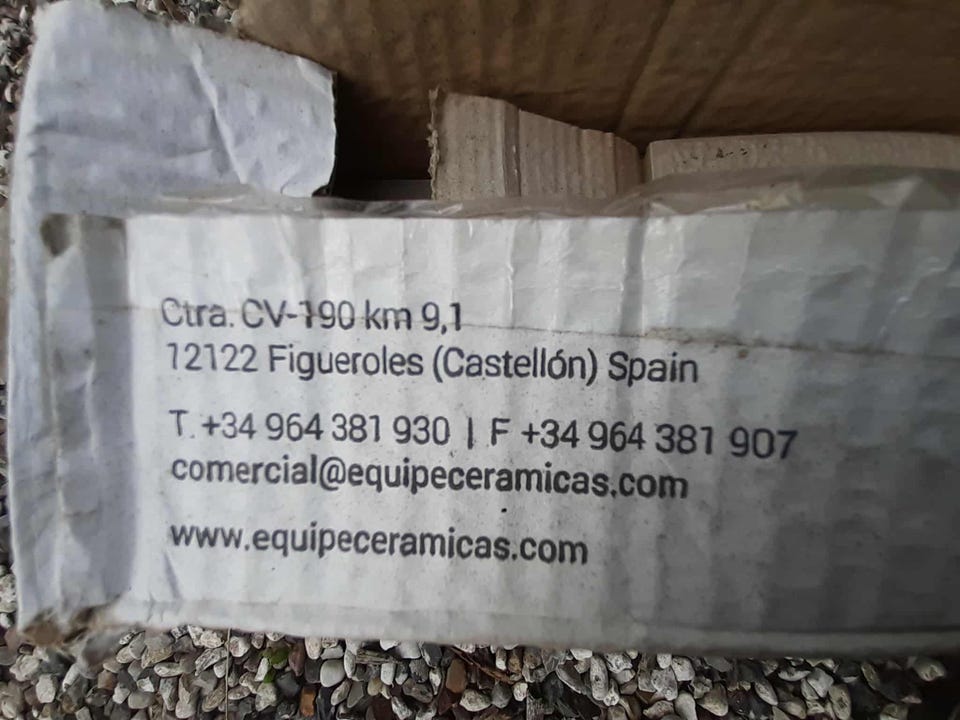 Ctra. CV-190 km 9,1
12122 Figueroles (Castellón) Spain
T. +34 964 381 930 | F +34 964 381 907
comercial@equipeceramicas.com
www.equipeceramicas.com